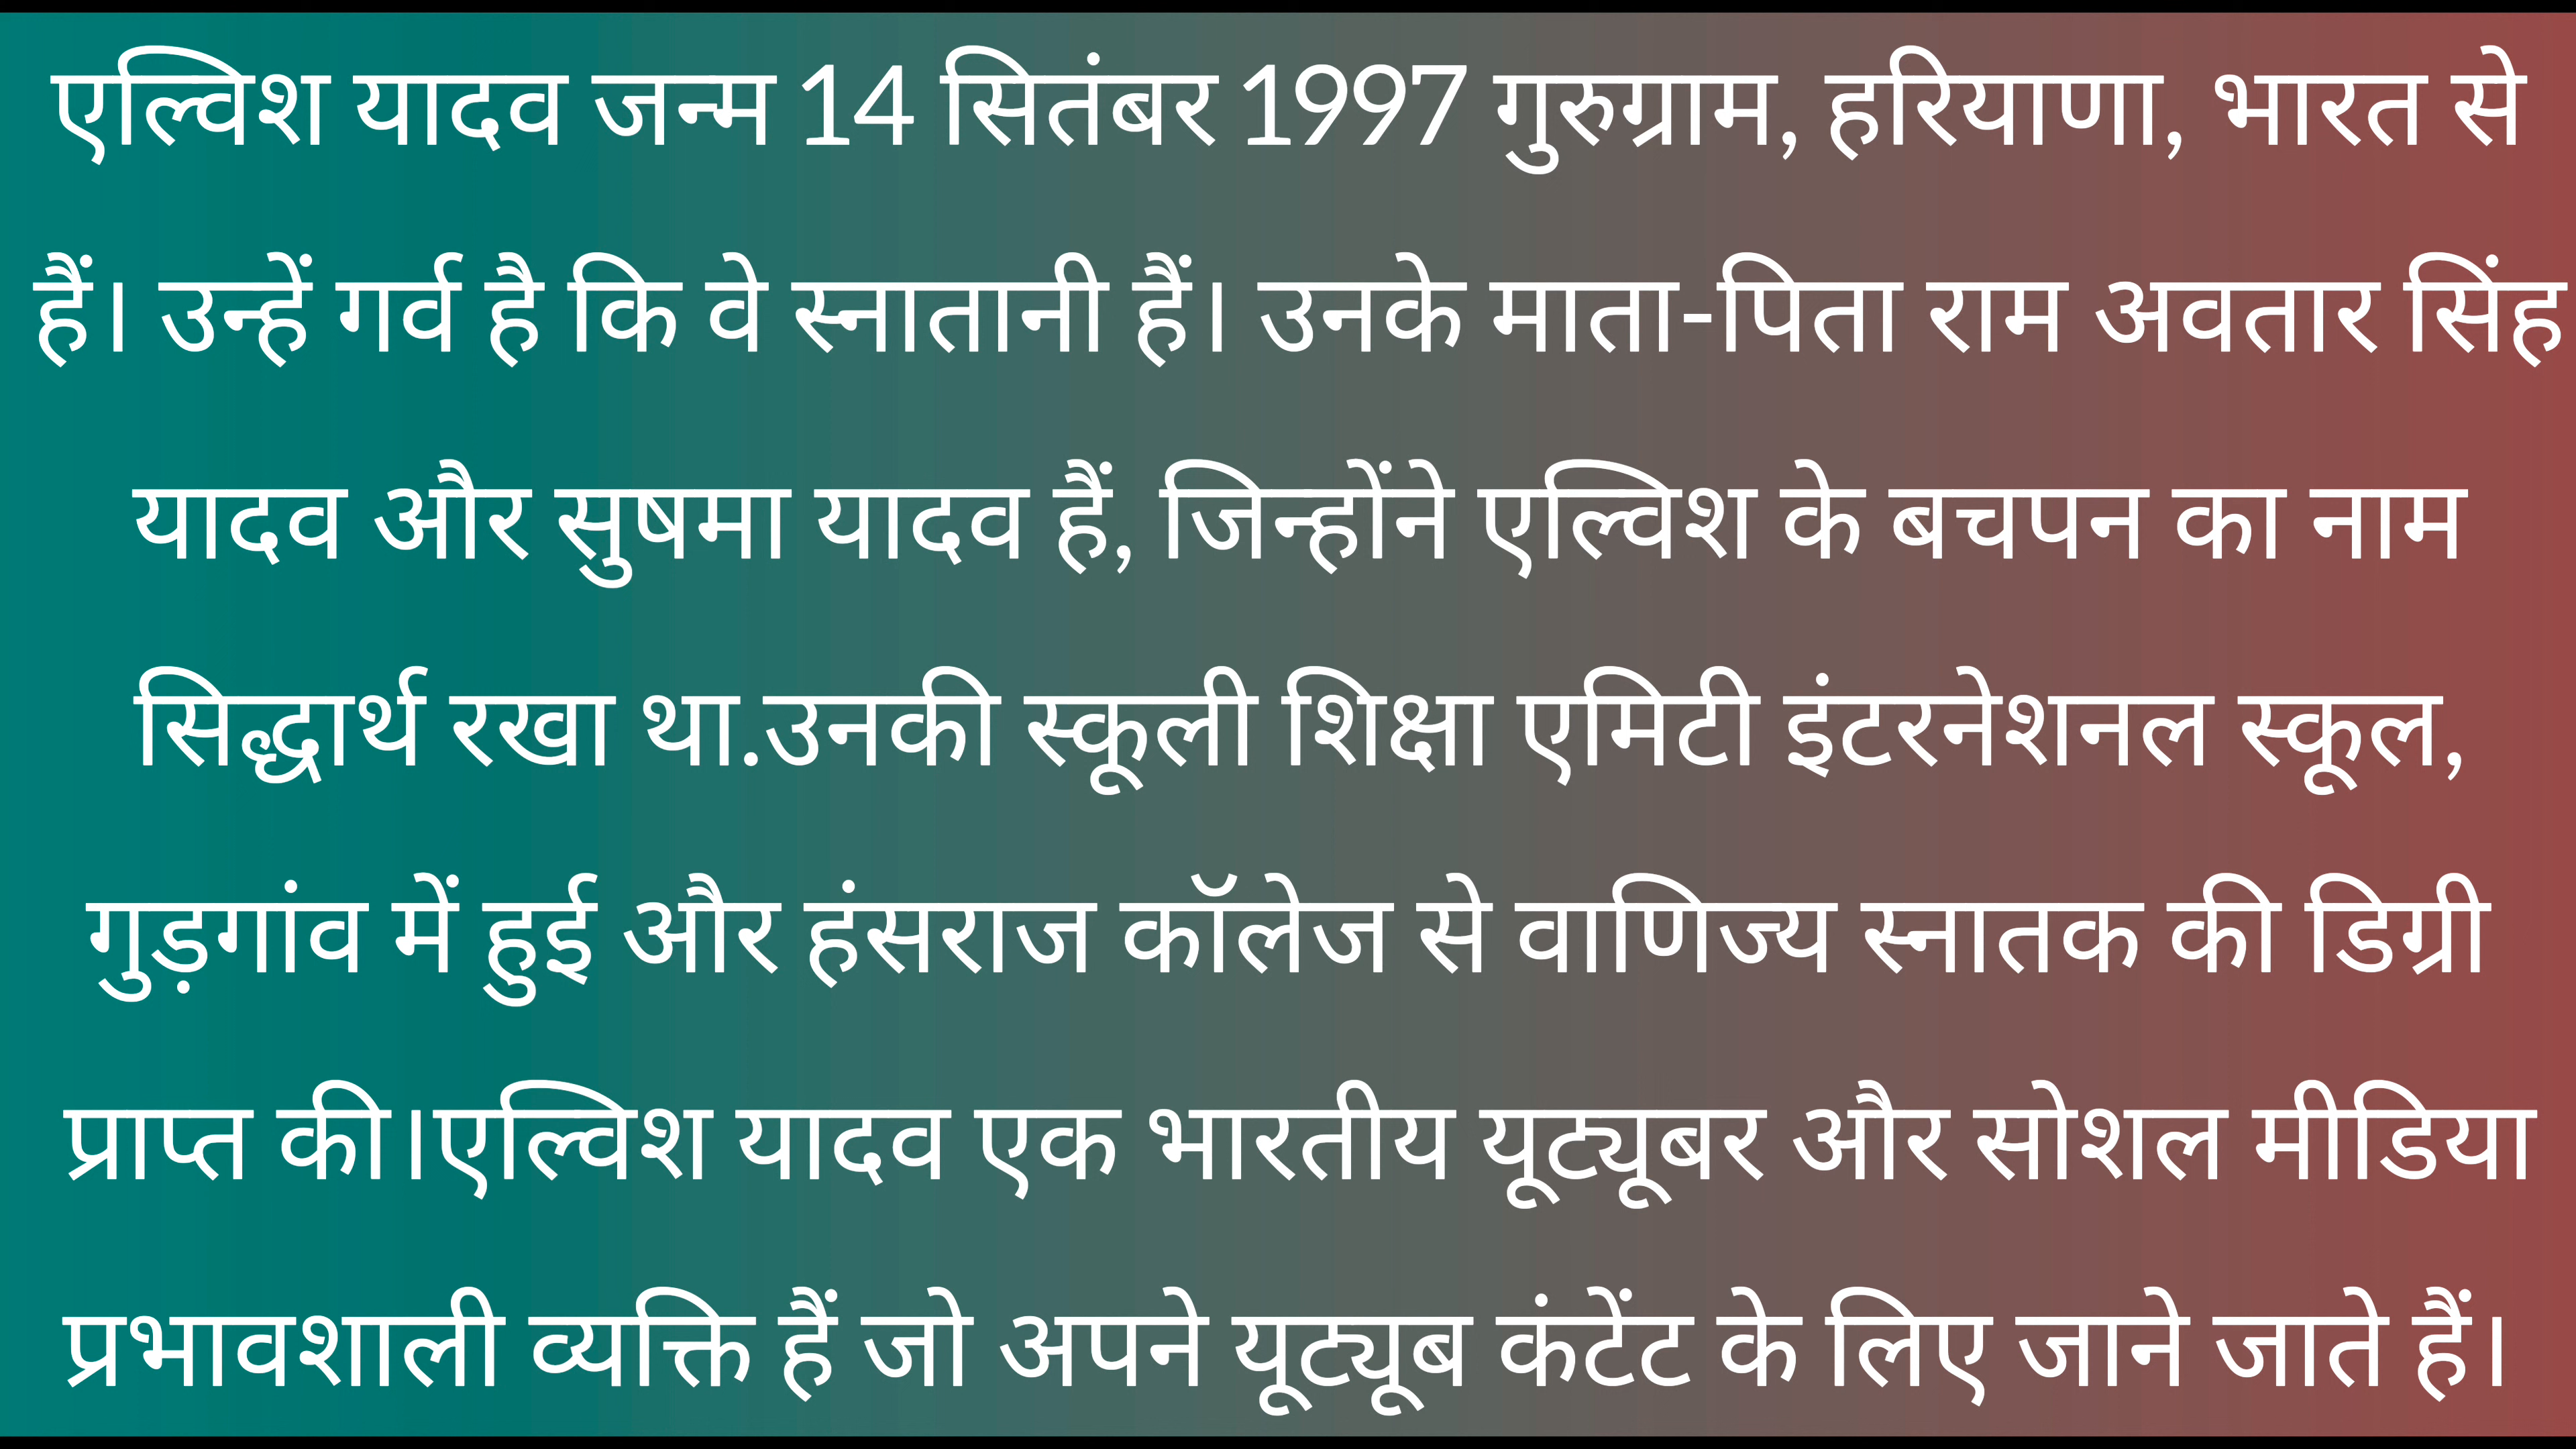 एल्विश यादव जन्म 14 सितंबर 1997 गुरुग्राम, हरियाणा, भारत से
हैं। उन्हें गर्व है कि वे स्नातानी हैं। उनके माता-पिता राम अवतार सिंह
यादव और सुषमा यादव हैं, जिन्होंने एल्विश के बचपन का नाम
सिद्धार्थ रखा था.उनकी स्कूली शिक्षा एमिटी इंटरनेशनल स्कूल,
गुड़गांव में हुई और हंसराज कॉलेज से वाणिज्य स्नातक की डिग्री
प्राप्त की।एल्विश यादव एक भारतीय यूट्यूबर और सोशल मीडिया
प्रभावशाली व्यक्ति हैं जो अपने यूट्यूब कंटेंट के लिए जाने जाते हैं।